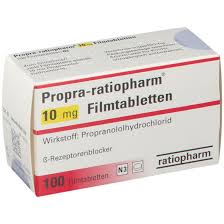 Propra-ratiopharm®
10 mg Filmtabletten
Wirkstoff: Propranololhydrochlorid
ß-Rezeptorenblocker
100 Filmtabletten
N3
ratiopharm